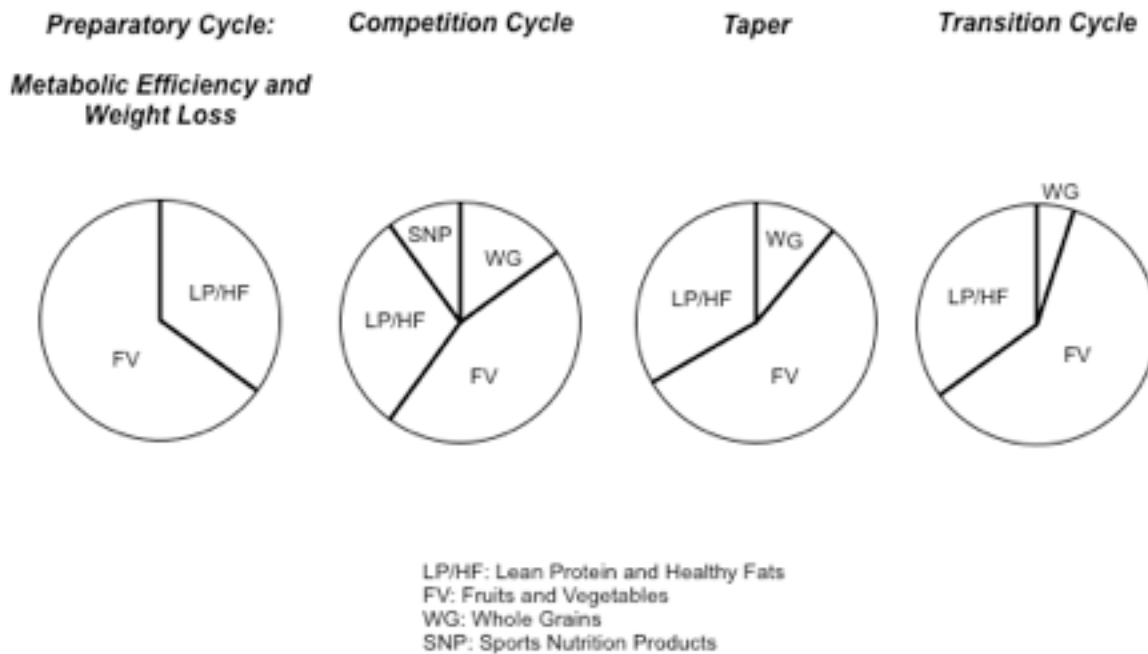 Preparatory Cycle:
Metabolic Efficiency and
Weight Loss
Competition Cycle
Taper
Transition Cycle
LP/HF
FV
SNP
WG
LP/HF
FV
WG
LP/HF
FV
WG
LP/HF
FV
LP/HF: Lean Protein and Healthy Fats
FV: Fruits and Vegetables
WG: Whole Grains
SNP: Sports Nutrition Products